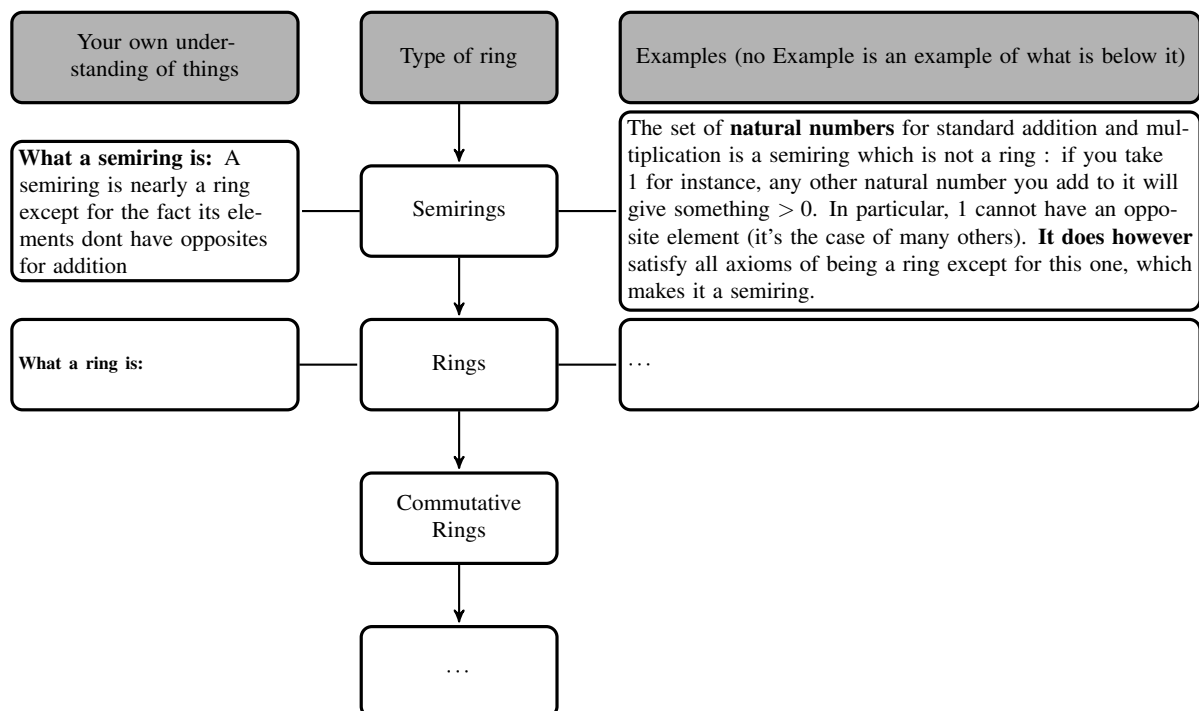 Your own under-
standing of things
Type of ring
Examples (no Example is an example of what is below it)
What a semiring is: A
semiring is nearly a ring
except for the fact its ele-
ments dont have opposites
for addition
Semirings
The set of natural numbers for standard addition and mul-
tiplication is a semiring which is not a ring : if you take
1 for instance, any other natural number you add to it will
give something > 0. In particular, 1 cannot have an oppo-
site element (it's the case of many others). It does however
satisfy all axioms of being a ring except for this one, which
makes it a semiring.
What a ring is:
Rings
...
Commutative
Rings
...